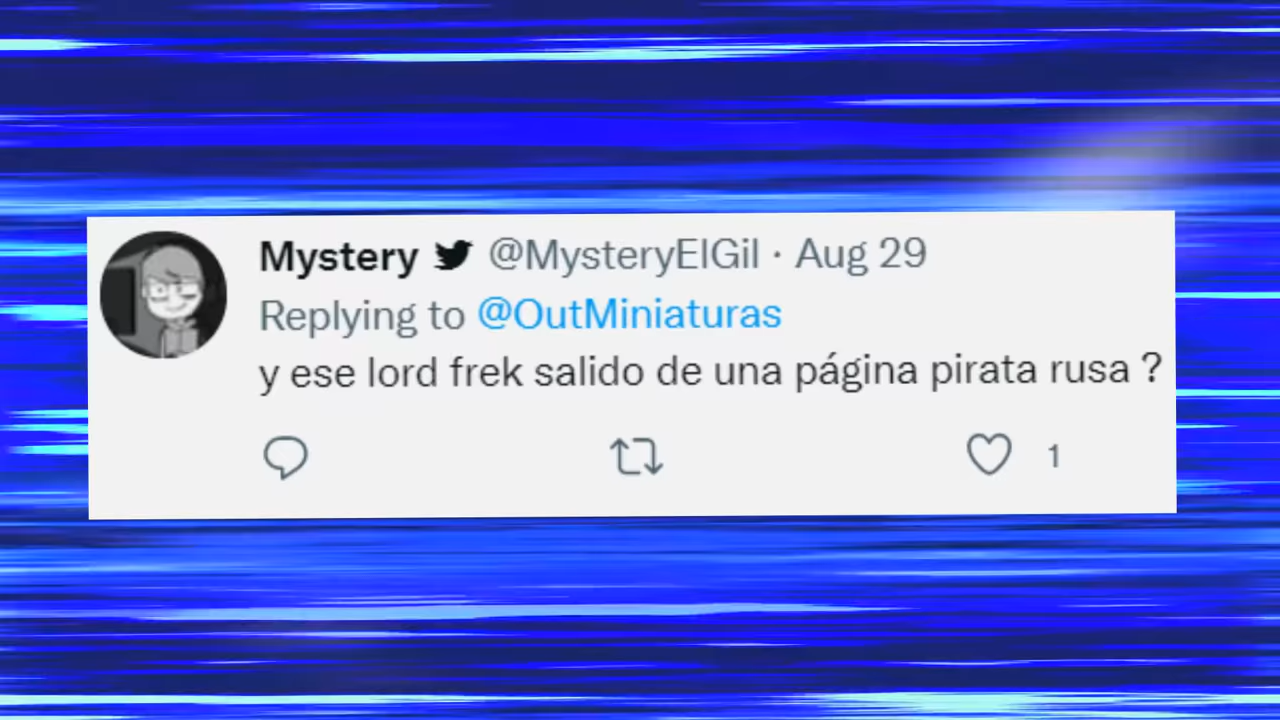 Mystery @MysteryElGil · Aug 29
Replying to @OutMiniaturas
y ese lord frek salido de una página pirata rusa ?
1